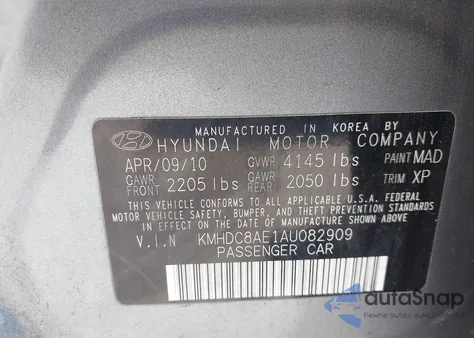 MANUFACTURED IN KOREA BY
HYUNDAI MOTOR COMPANY
APR/09/10 GVWR 4145 lbs PAINT MAD
GAWR FRONT 2205 lbs GAWR REAR 2050 lbs TRIM XP
THIS VEHICLE CONFORMS TO ALL APPLICABLE U.S.A. FEDERAL
MOTOR VEHICLE SAFETY, BUMPER, AND THEFT PREVENTION STANDARDS
IN EFFECT ON THE DATE OF MANUFACTURE SHOWN ABOVE.
V.I.N KMHDC8AE1AU082909
PASSENGER CAR
autoSnap